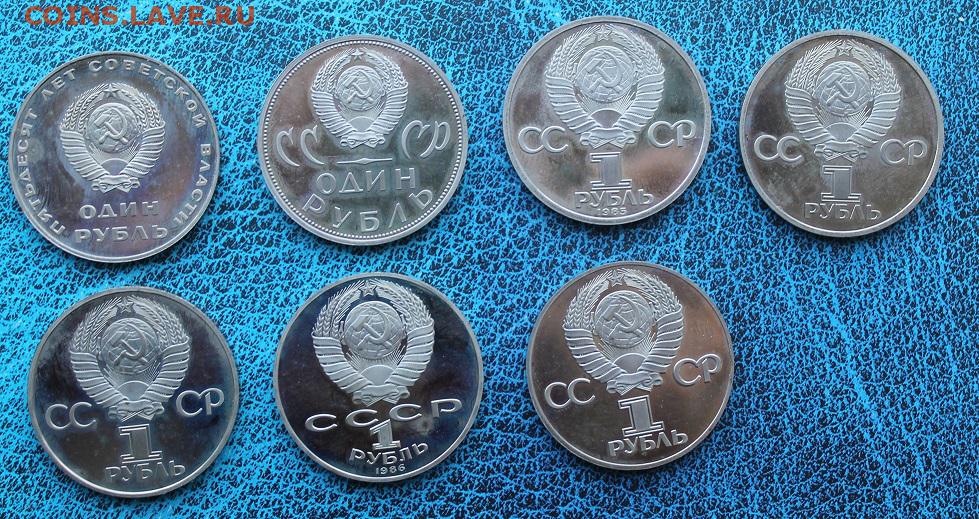 COINS.LAVE.RU
ПЯТЬДЕСЯТ ЛЕТ СОВЕТСКОЙ ВЛАСТИ
ОДИН
РУБЛЬ
СС СР
ОДИН
РУБЛЬ
СС СР
1
РУБЛЬ
1985
СС СР
1
РУБЛЬ
СС СР
1
РУБЛЬ
СССР
1
РУБЛЬ
1986
СС СР
1
РУБЛЬ